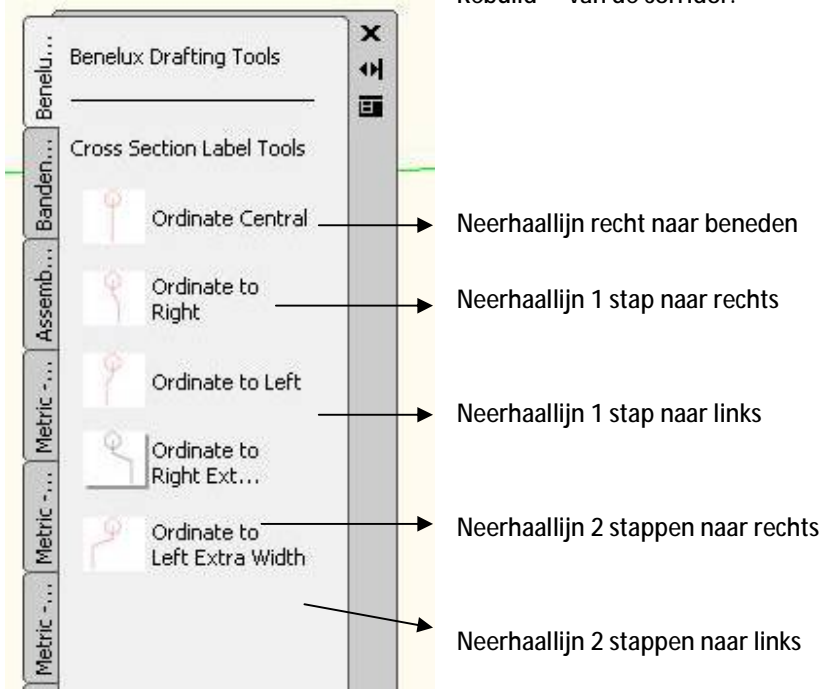 Benelu...
Banden...
Assemb...
Metric -...
Metric -...
Metric -...
Benelux Drafting Tools
Cross Section Label Tools
Ordinate Central
Ordinate to
Right
Ordinate to Left
Ordinate to
Right Ext...
Ordinate to
Left Extra Width
Neerhaallijn recht naar beneden
Neerhaallijn 1 stap naar rechts
Neerhaallijn 1 stap naar links
Neerhaallijn 2 stappen naar rechts
Neerhaallijn 2 stappen naar links